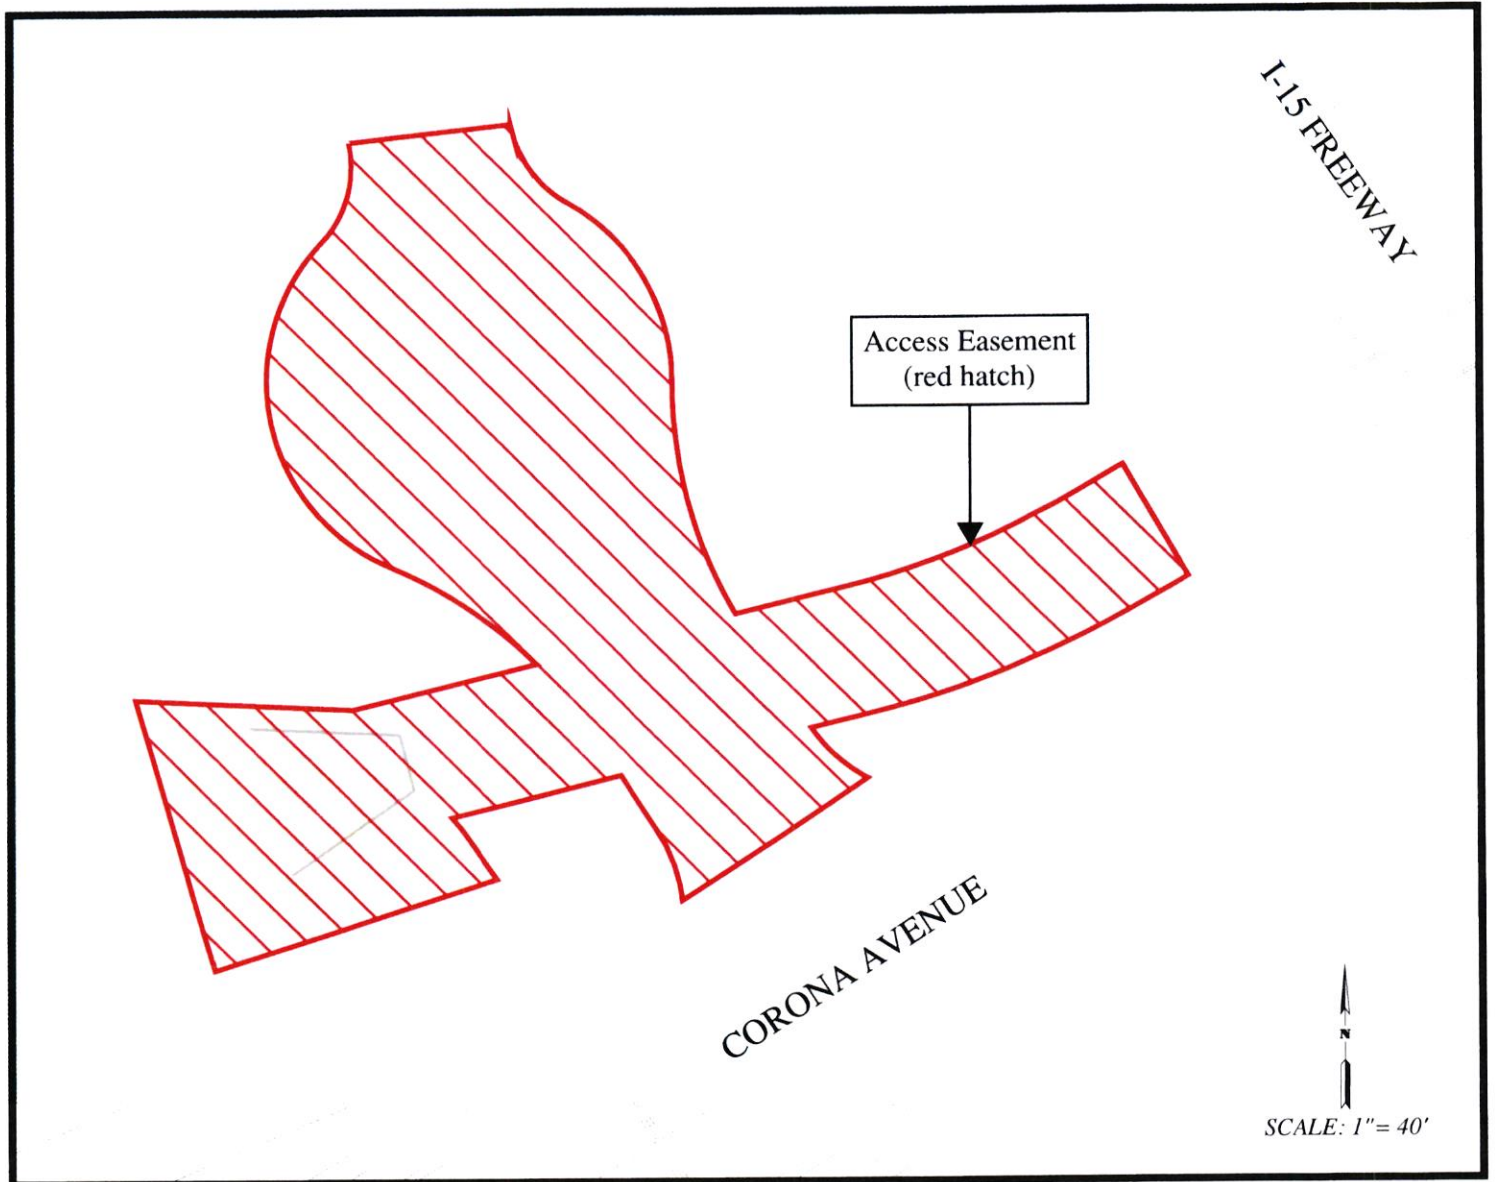 I-15 FREEWAY
Access Easement
(red hatch)
CORONA AVENUE
N
SCALE: 1"= 40'